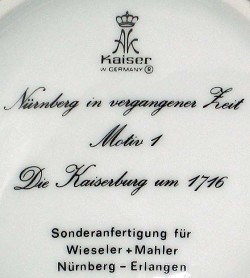 AK
Kaiser
W. GERMANY ®
Nürnberg in vergangener Zeit
Motiv 1
Die Kaiserburg um 1716
Sonderanfertigung für
Wieseler + Mahler
Nürnberg – Erlangen